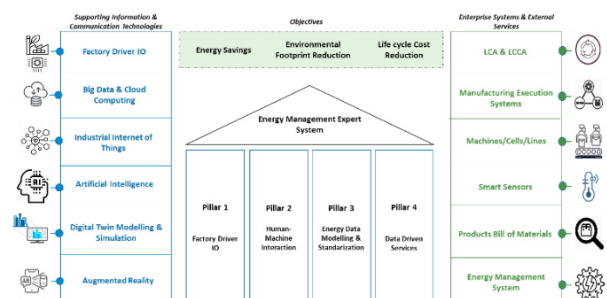 Supporting Information &
Communication Technologies
Factory Driver IO
Big Data & Cloud
Computing
Industrial Internet of
Things
Artificial Intelligence
Digital Twin Modelling &
Simulation
Augmented Reality
Objectives
Energy Savings
Environmental
Footprint Reduction
Life cycle Cost
Reduction
Energy Management Expert
System
Pillar 1
Factory Driver
IO
Pillar 2
Human-
Machine
Interaction
Pillar 3
Energy Data
Modelling &
Standarization
Pillar 4
Data Driven
Services
Enterprise Systems & External
Services
LCA & LCCA
Manufacturing Execution
Systems
Machines/Cells/Lines
Smart Sensors
Products Bill of Materials
Energy Management
System
AI
AR